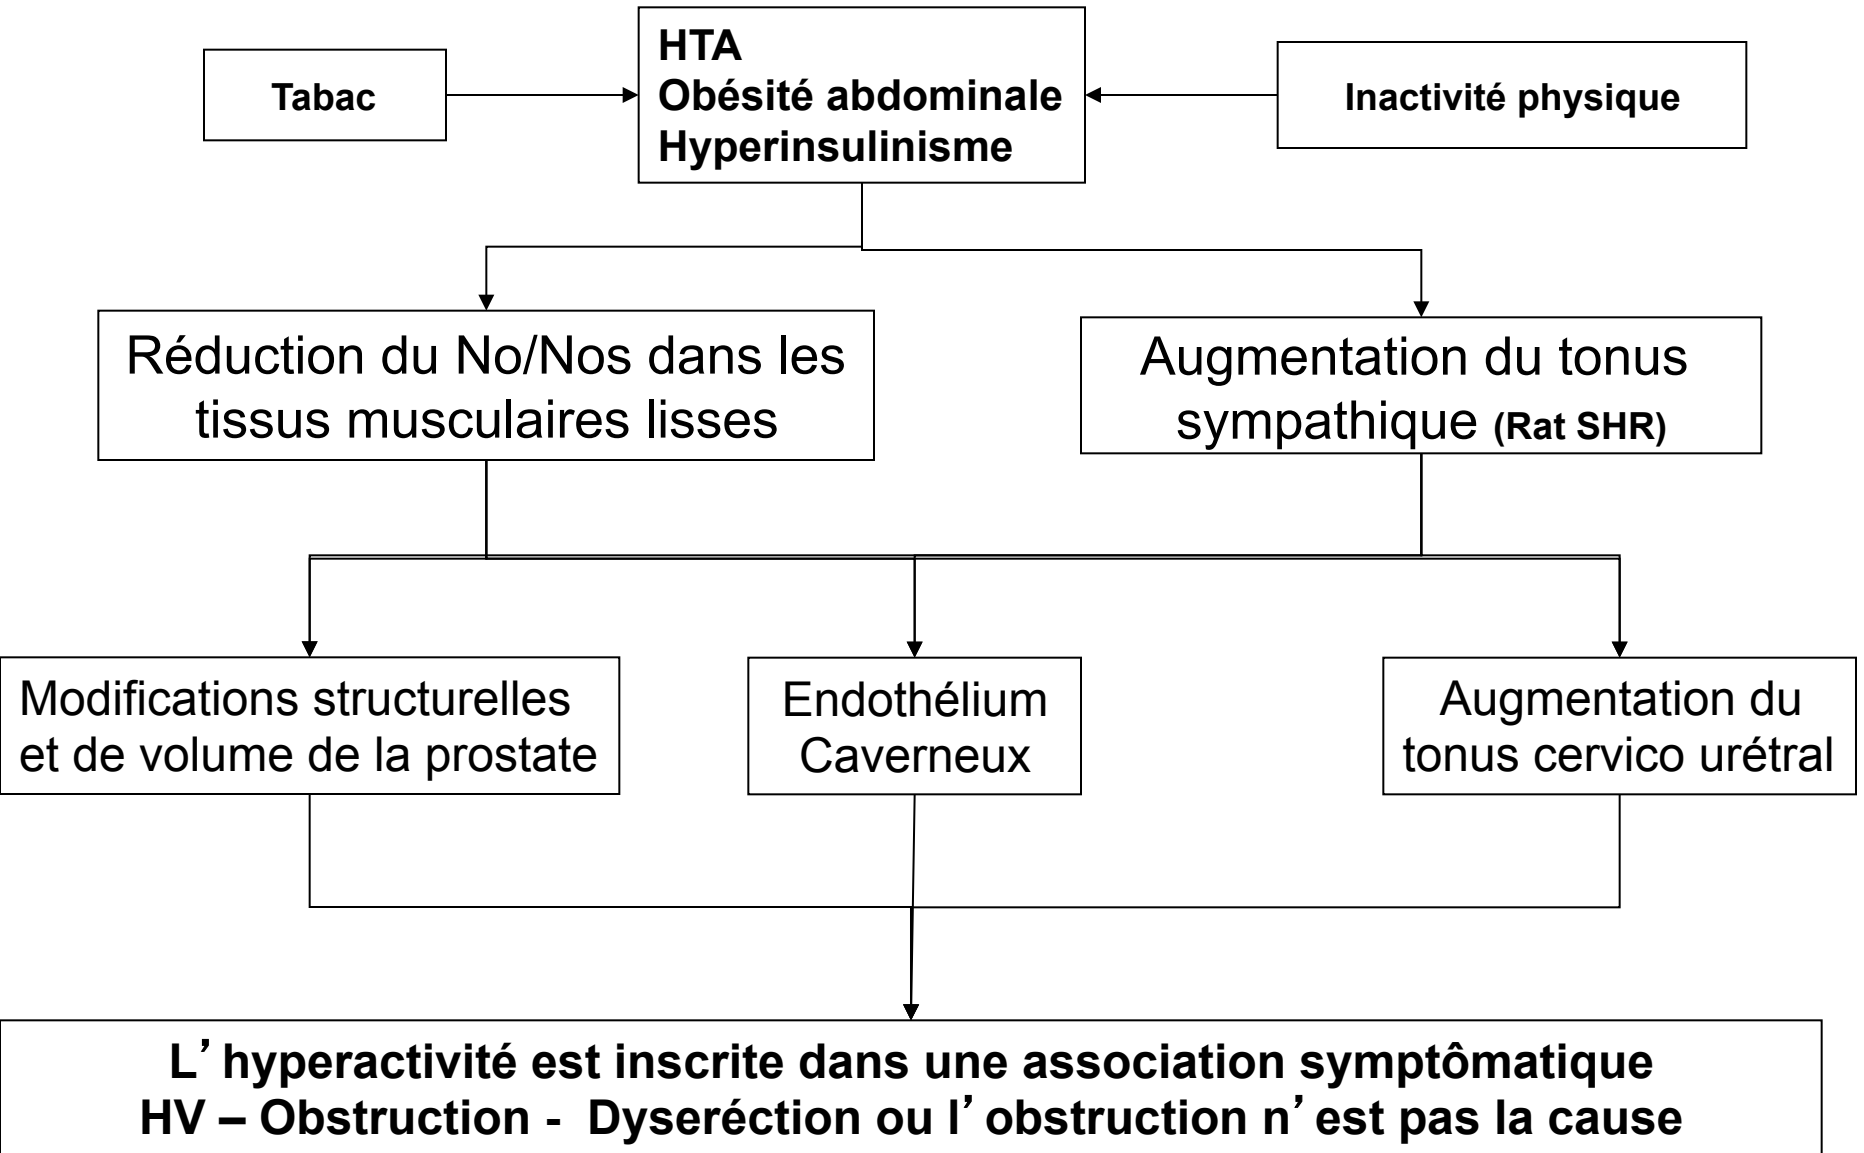 HTA
Tabac
Obésité abdominale
Inactivité physique
Hyperinsulinisme
Réduction du No/Nos dans les
tissus musculaires lisses
Augmentation du tonus
sympathique (Rat SHR)
Modifications structurelles
et de volume de la prostate
Endothélium
Caverneux
Augmentation du
tonus cervico urétral
L’hyperactivité est inscrite dans une association symptômatique
HV – Obstruction - Dyseréction ou l’obstruction n’est pas la cause